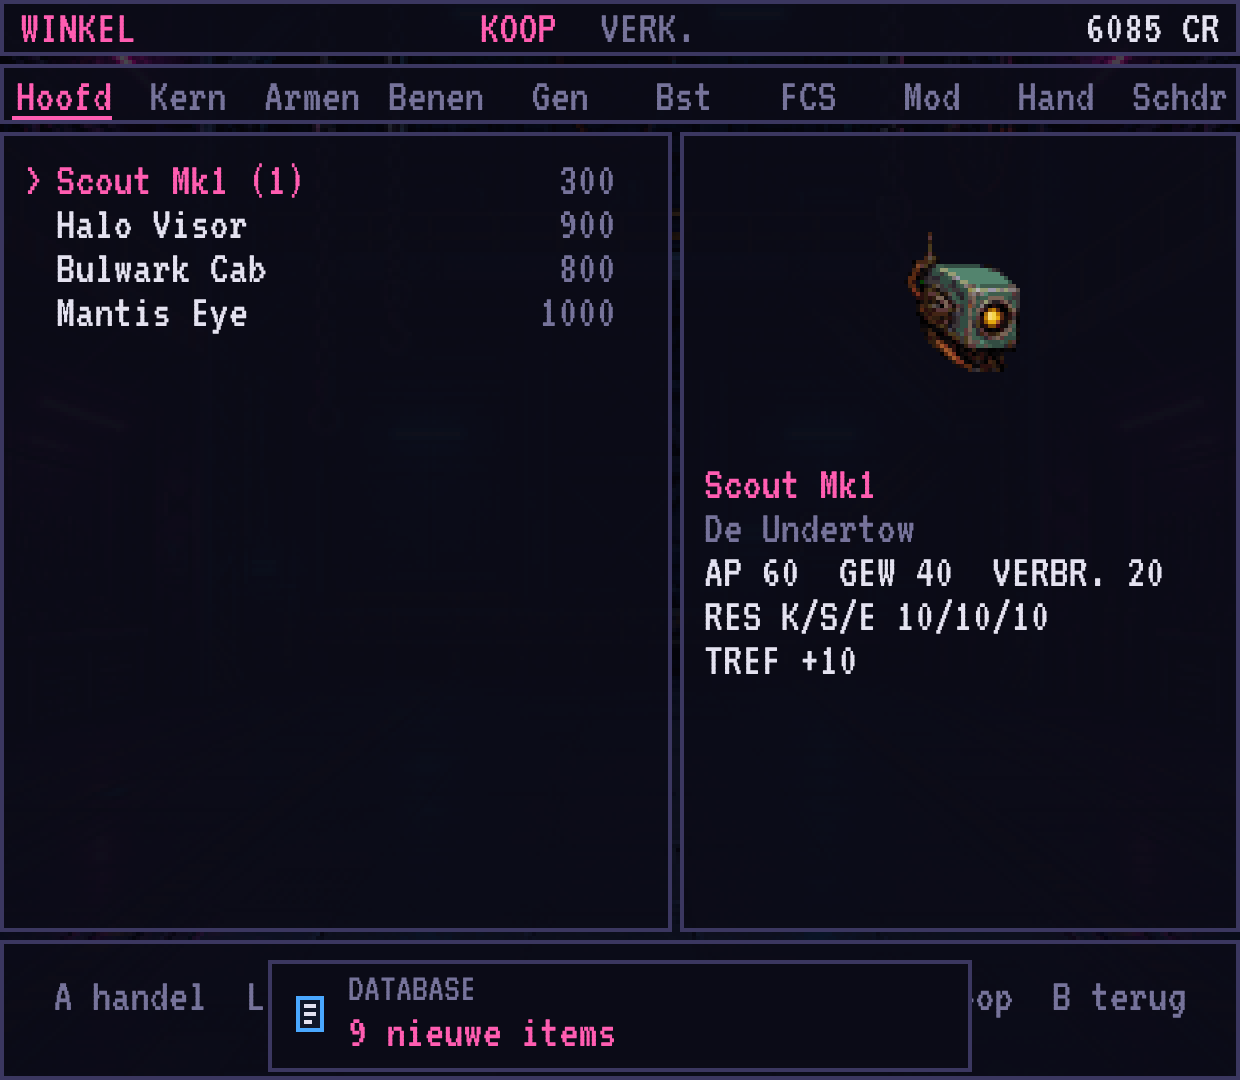 WINKEL KOOP VERK. 6085 CR
Hoofd Kern Armen Benen Gen Bst FCS Mod Hand Schdr
> Scout Mk1 (1) 300
Halo Visor 900
Bulwark Cab 800
Mantis Eye 1000
Scout Mk1
De Undertow
AP 60 GEW 40 VERBR. 20
RES K/S/E 10/10/10
TREF +10
A handel L op B terug
DATABASE
9 nieuwe items